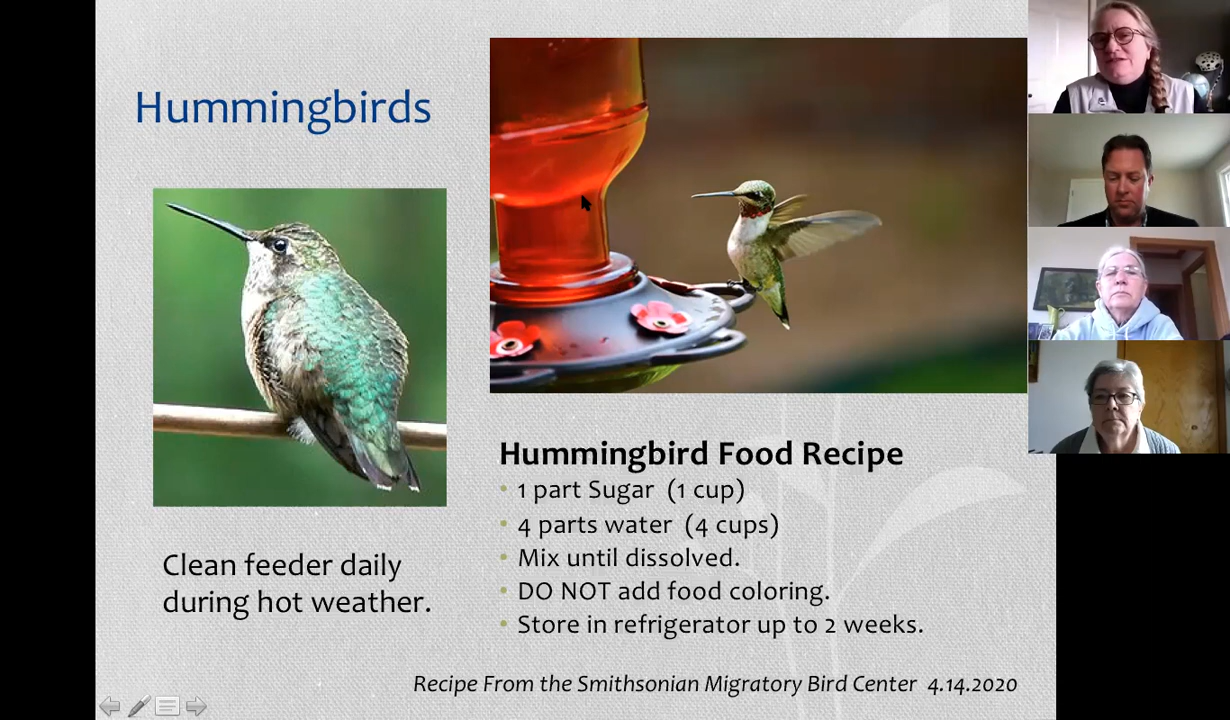 Hummingbirds
Clean feeder daily
during hot weather.
Hummingbird Food Recipe
• 1 part Sugar (1 cup)
• 4 parts water (4 cups)
• Mix until dissolved.
• DO NOT add food coloring.
• Store in refrigerator up to 2 weeks.
Recipe From the Smithsonian Migratory Bird Center 4.14.2020